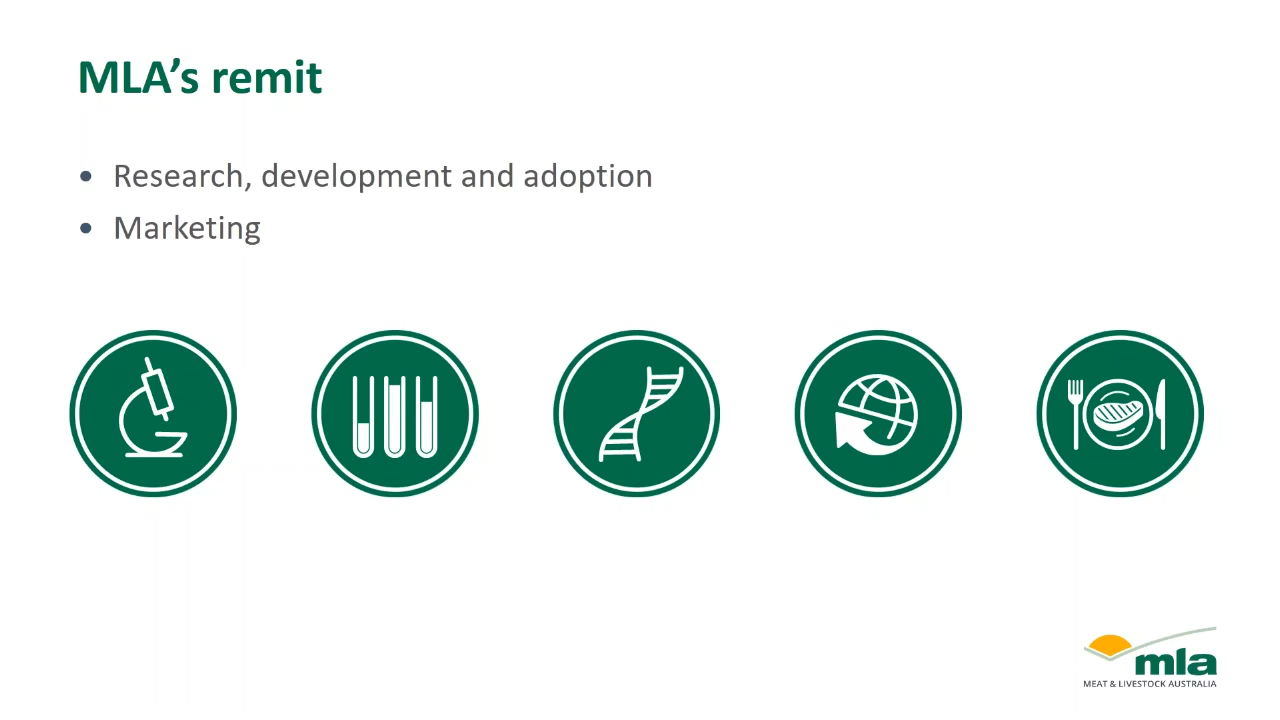 MLA’s remit
• Research, development and adoption
• Marketing
mla
MEAT & LIVESTOCK AUSTRALIA